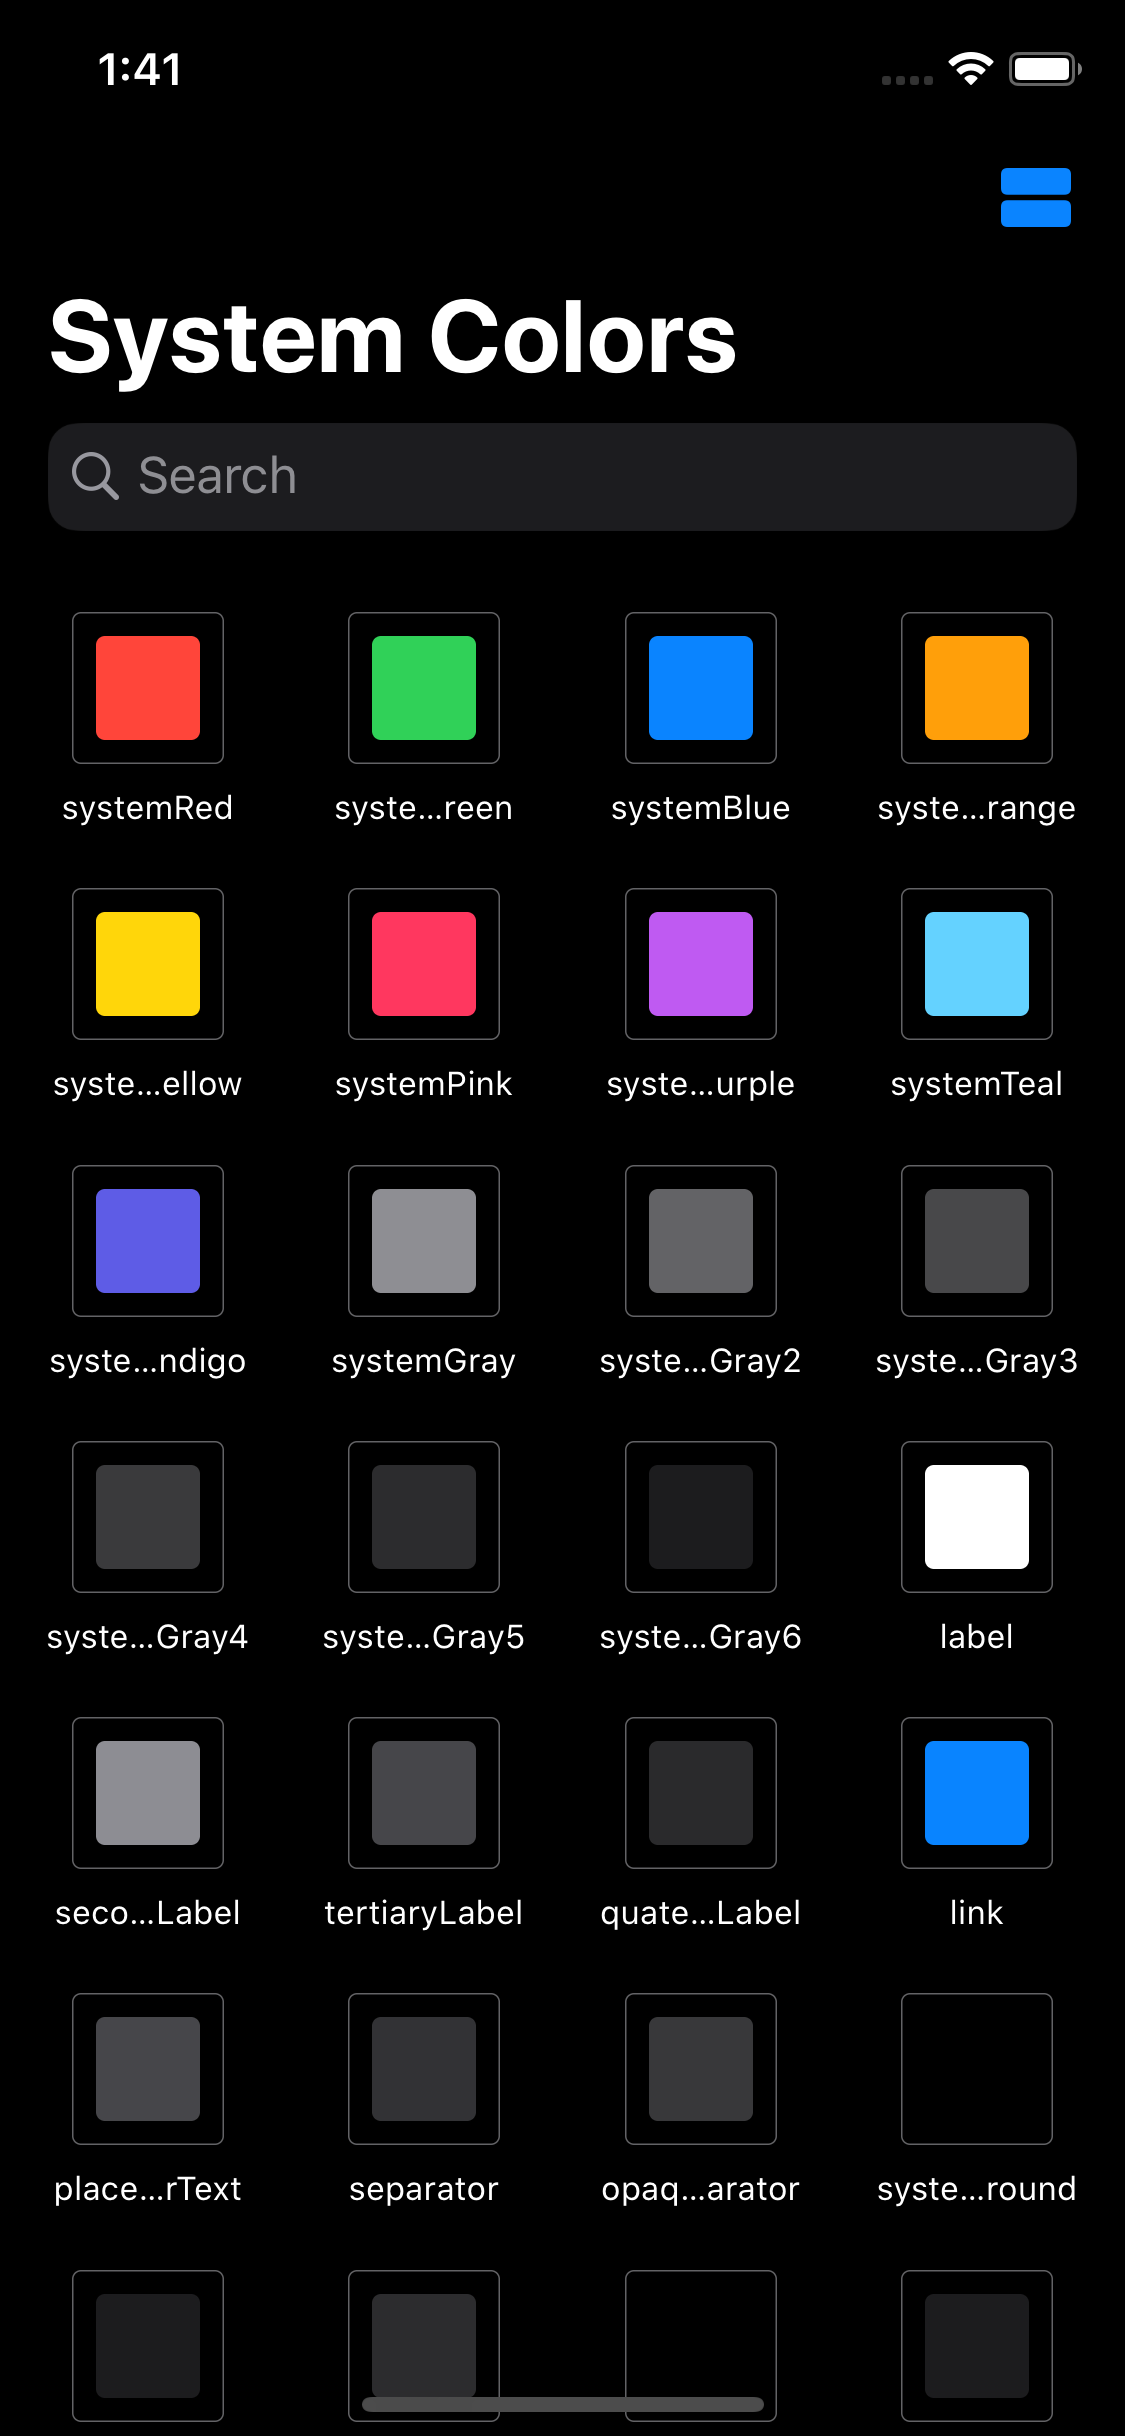 1:41
System Colors
Search
systemRed syste...reen systemBlue syste...range
syste...ellow systemPink syste...urple systemTeal
syste...ndigo systemGray syste...Gray2 syste...Gray3
syste...Gray4 syste...Gray5 syste...Gray6 label
seco...Label tertiaryLabel quate...Label link
place...rText separator opaq...arator syste...round